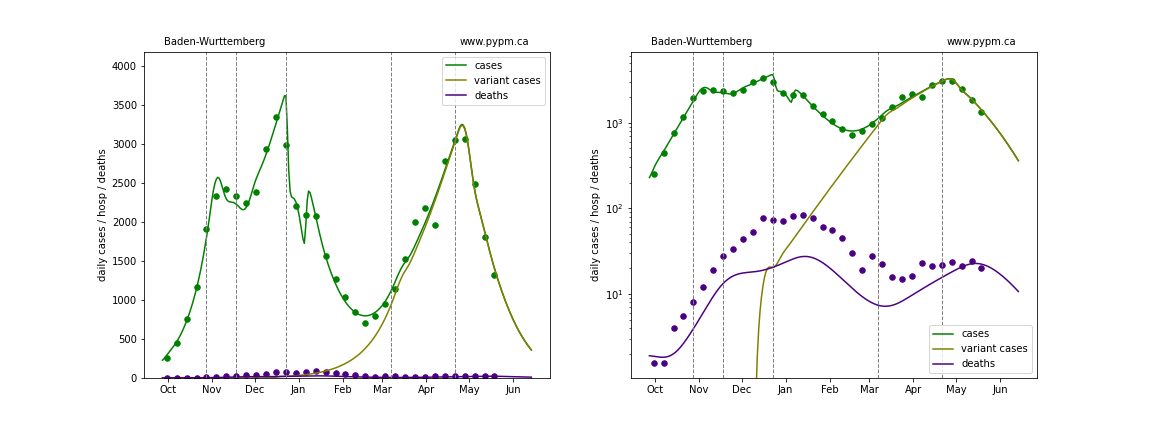 Baden-Wurttemberg
www.pypm.ca
daily cases / hosp / deaths
4000
3500
3000
2500
2000
1500
1000
500
0
cases
variant cases
deaths
Oct Nov Dec Jan Feb Mar Apr May Jun
Baden-Wurttemberg
www.pypm.ca
daily cases / hosp / deaths
10³
10²
10¹
cases
variant cases
deaths
Oct Nov Dec Jan Feb Mar Apr May Jun